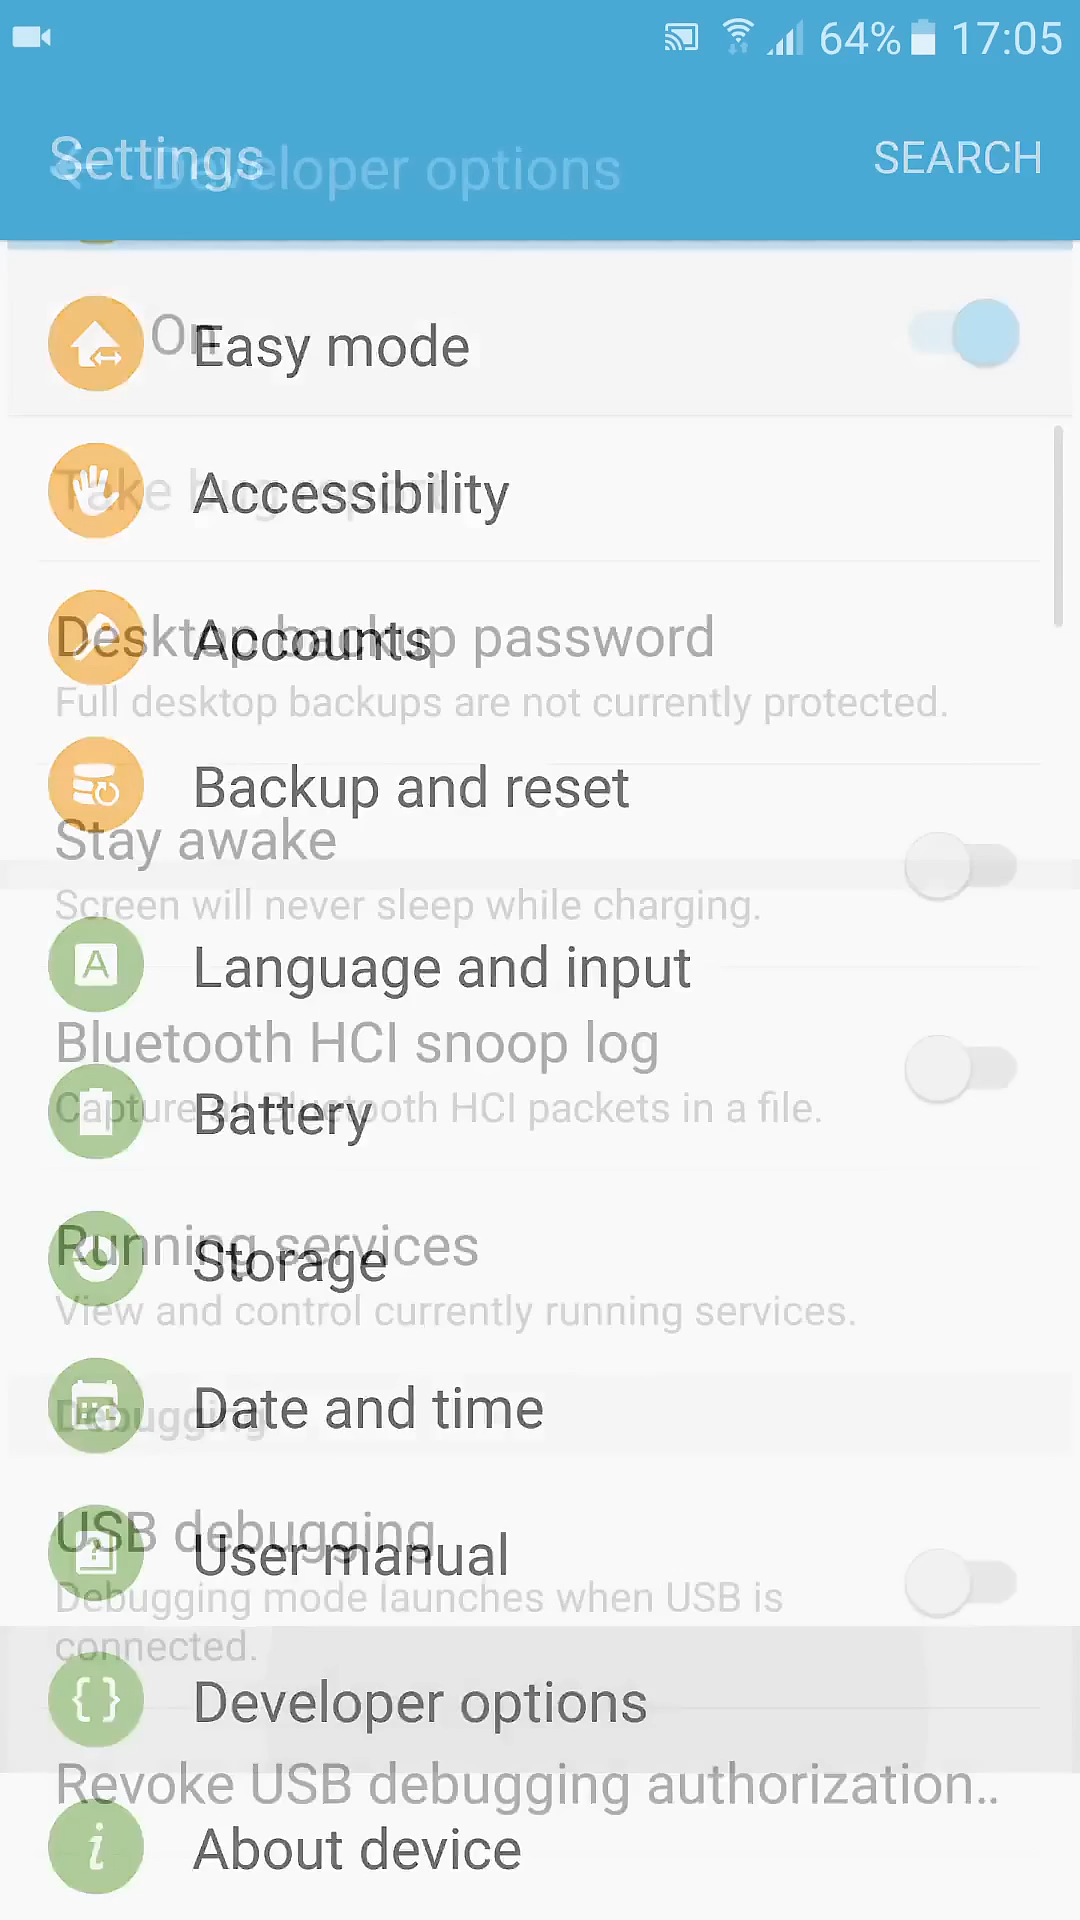 64% 17:05
Settings
Developer options
SEARCH
On
Easy mode
Take bug report
Accessibility
Desktop backup password
Accounts
Full desktop backups are not currently protected.
Backup and reset
Stay awake
Screen will never sleep while charging.
A
Language and input
Bluetooth HCI snoop log
Capture all Bluetooth HCI packets in a file.
Battery
Running services
Storage
View and control currently running services.
Date and time
Debugging
USB debugging
User manual
Debugging mode launches when USB is
connected.
Developer options
Revoke USB debugging authorization..
About device